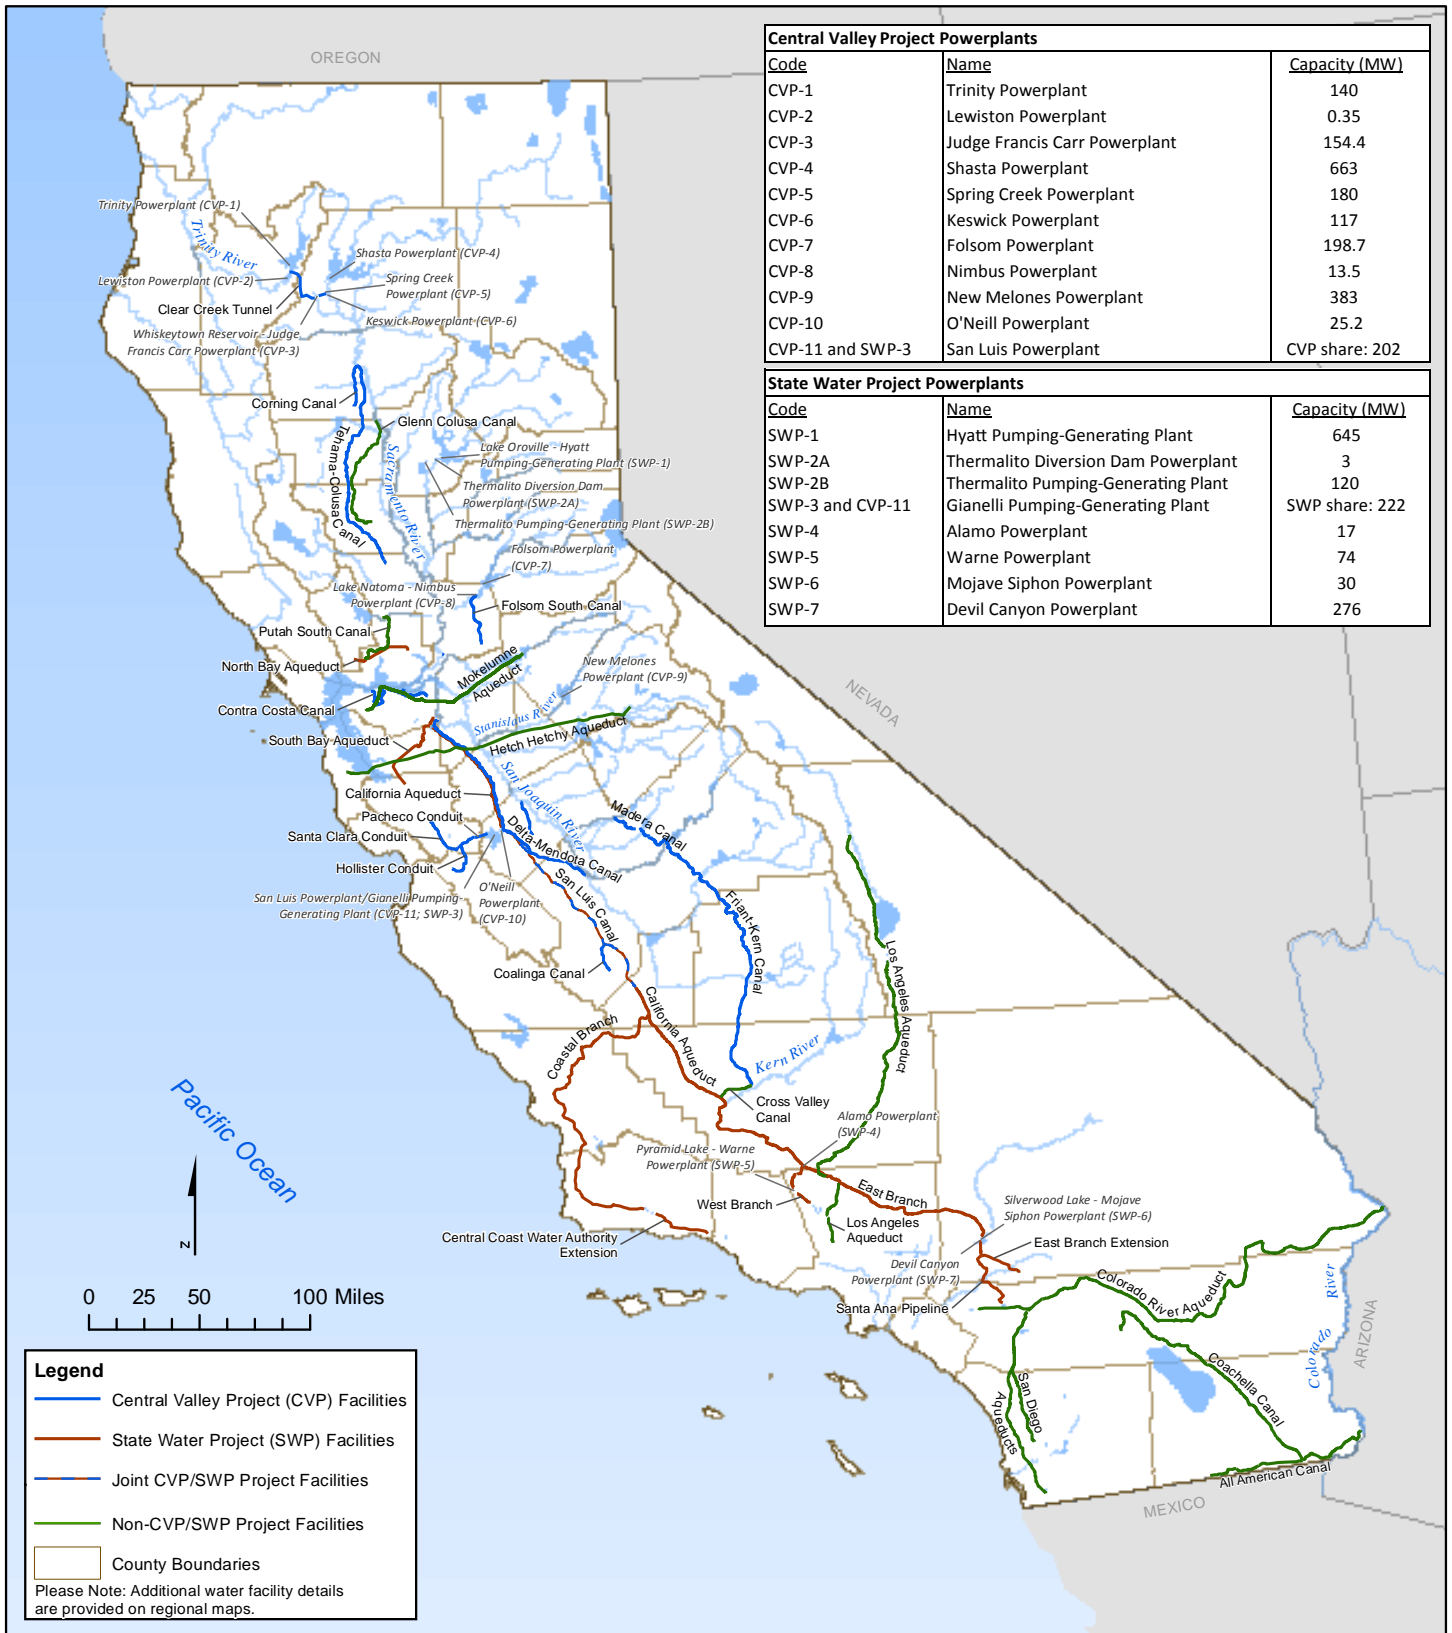 OREGON
Central Valley Project Powerplants
Code Name Capacity (MW)
CVP-1 Trinity Powerplant 140
CVP-2 Lewiston Powerplant 0.35
CVP-3 Judge Francis Carr Powerplant 154.4
CVP-4 Shasta Powerplant 663
CVP-5 Spring Creek Powerplant 180
CVP-6 Keswick Powerplant 117
CVP-7 Folsom Powerplant 198.7
CVP-8 Nimbus Powerplant 13.5
CVP-9 New Melones Powerplant 383
CVP-10 O'Neill Powerplant 25.2
CVP-11 and SWP-3 San Luis Powerplant CVP share: 202
State Water Project Powerplants
Code Name Capacity (MW)
SWP-1 Hyatt Pumping-Generating Plant 645
SWP-2A Thermalito Diversion Dam Powerplant 3
SWP-2B Thermalito Pumping-Generating Plant 120
SWP-3 and CVP-11 Gianelli Pumping-Generating Plant SWP share: 222
SWP-4 Alamo Powerplant 17
SWP-5 Warne Powerplant 74
SWP-6 Mojave Siphon Powerplant 30
SWP-7 Devil Canyon Powerplant 276
Trinity Powerplant (CVP-1)
Trinity River
Shasta Powerplant (CVP-4)
Lewiston Powerplant (CVP-2)
Spring Creek
Powerplant (CVP-5)
Clear Creek Tunnel
Keswick Powerplant (CVP-6)
Whiskeytown Reservoir - Judge
Francis Carr Powerplant (CVP-3)
Corning Canal
Glenn Colusa Canal
Tehama-Colusa Canal
Sacramento River
Lake Oroville - Hyatt
Pumping-Generating Plant (SWP-1)
Thermalito Diversion Dam
Powerplant (SWP-2A)
Thermalito Pumping-Generating Plant (SWP-2B)
Folsom Powerplant
(CVP-7)
Lake Natoma - Nimbus
Powerplant (CVP-8)
Folsom South Canal
Putah South Canal
North Bay Aqueduct
Mokelumne
Aqueduct
New Melones
Powerplant (CVP-9)
NEVADA
Contra Costa Canal
Stanislaus River
South Bay Aqueduct
Hetch Hetchy Aqueduct
San Joaquin River
California Aqueduct
Pacheco Conduit
Madera Canal
Santa Clara Conduit
Delta-Mendota Canal
Hollister Conduit
San Luis Powerplant/Gianelli Pumping-
Generating Plant (CVP-11; SWP-3)
O'Neill
Powerplant
(CVP-10)
San Luis Canal
Friant-Kern Canal
Coalinga Canal
Los Angeles Aqueduct
California Aqueduct
Coastal Branch
Kern River
Cross Valley
Canal
Alamo Powerplant
(SWP-4)
Pacific Ocean
Pyramid Lake - Warne
Powerplant (SWP-5)
West Branch
East Branch
Silverwood Lake - Mojave
Siphon Powerplant (SWP-6)
Los Angeles
Aqueduct
Central Coast Water Authority
Extension
East Branch Extension
Devil Canyon
Powerplant (SWP-7)
Santa Ana Pipeline
Colorado River Aqueduct
Colorado River
ARIZONA
San Diego
Aqueducts
Coachella Canal
All American Canal
MEXICO
N
0 25 50 100 Miles
Legend
Central Valley Project (CVP) Facilities
State Water Project (SWP) Facilities
Joint CVP/SWP Project Facilities
Non-CVP/SWP Project Facilities
County Boundaries
Please Note: Additional water facility details
are provided on regional maps.